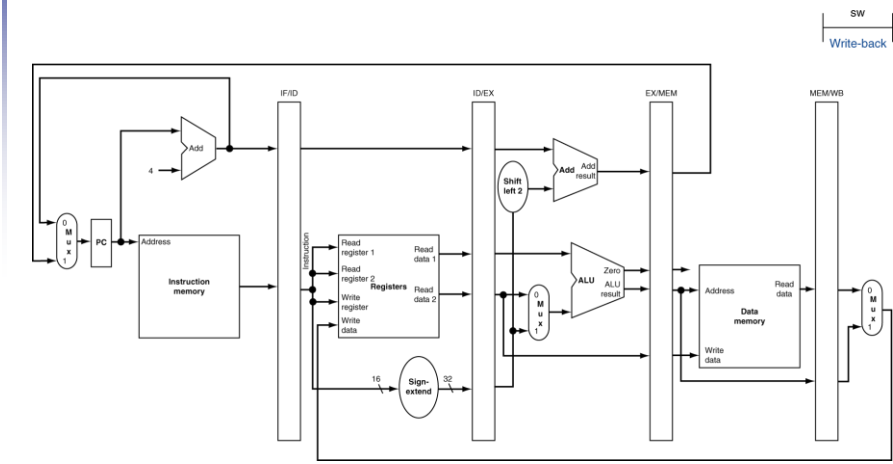 SW
Write-back
IF/ID
ID/EX
EX/MEM
MEM/WB
Add
4
Add
Add
result
Shift
left 2
0
M
u
x
1
PC
Address
Instruction
memory
Instruction
Read
register 1
Read
register 2
Write
register
Write
data
Registers
Read
data 1
Read
data 2
16
Sign-
extend
32
0
M
u
x
1
ALU
Zero
ALU
result
Address
Data
memory
Write
data
Read
data
0
M
u
x
1